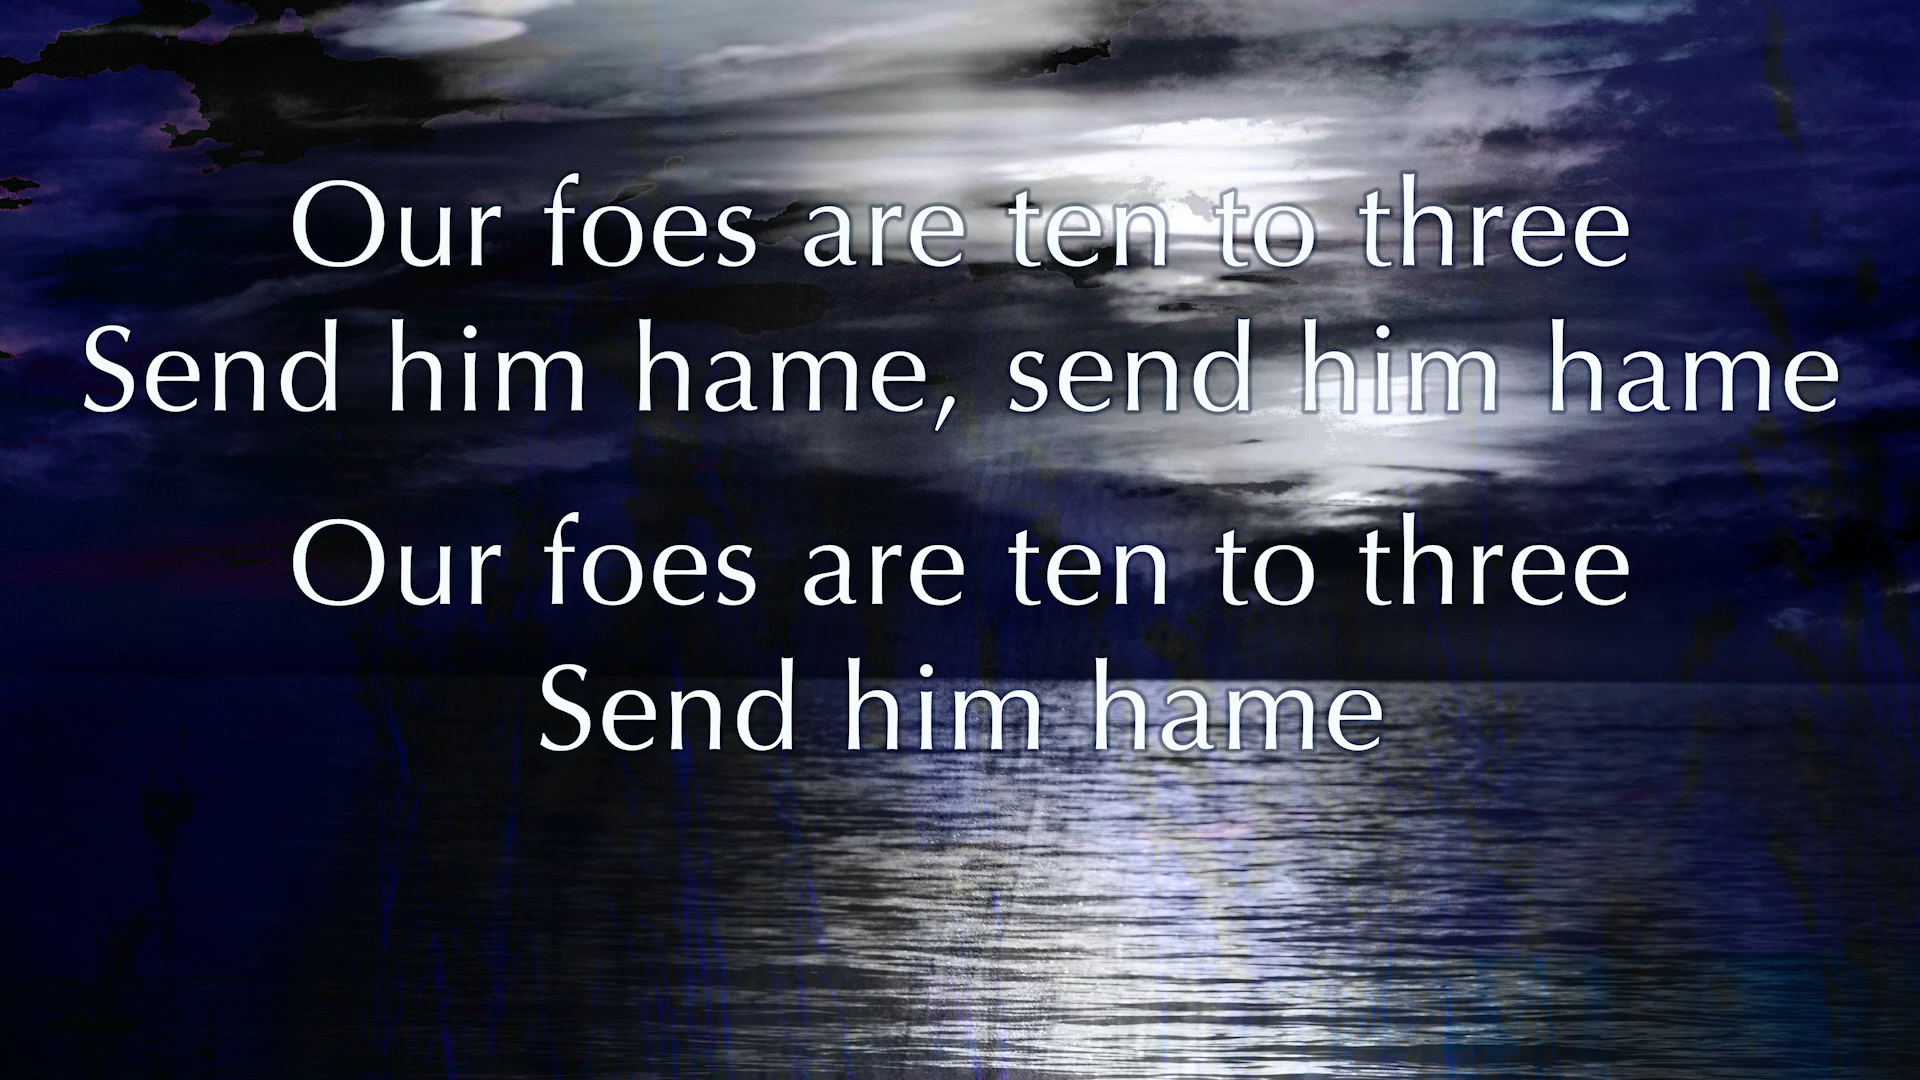 Our foes are ten to three
Send him hame, send him hame
Our foes are ten to three
Send him hame